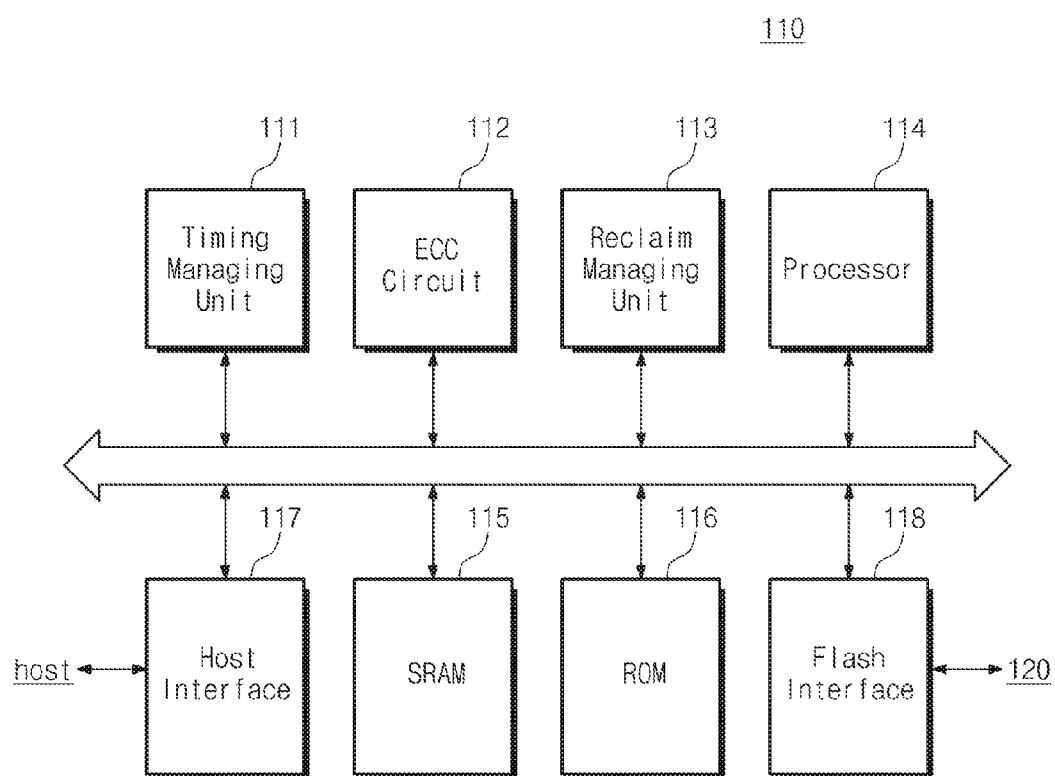 110
111
112
113
114
Timing
Managing
Unit
ECC
Circuit
Reclaim
Managing
Unit
Processor
117
115
116
118
host
Host
Interface
SRAM
ROM
Flash
Interface
120